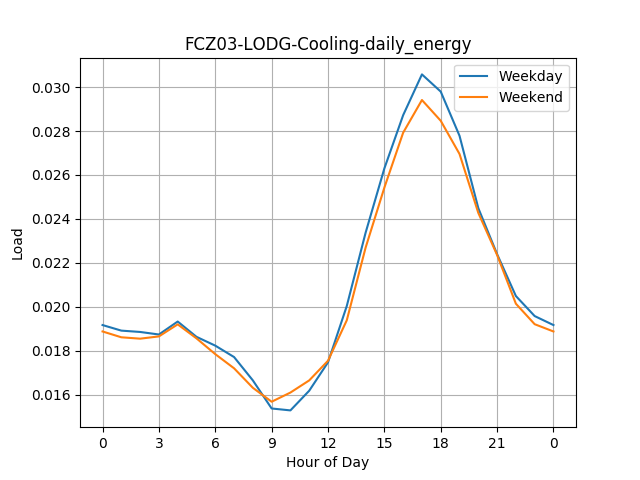 FCZ03-LODG-Cooling-daily_energy
Weekday
Weekend
0.030
0.028
0.026
0.024
0.022
0.020
0.018
0.016
Load
0 3 6 9 12 15 18 21 0
Hour of Day